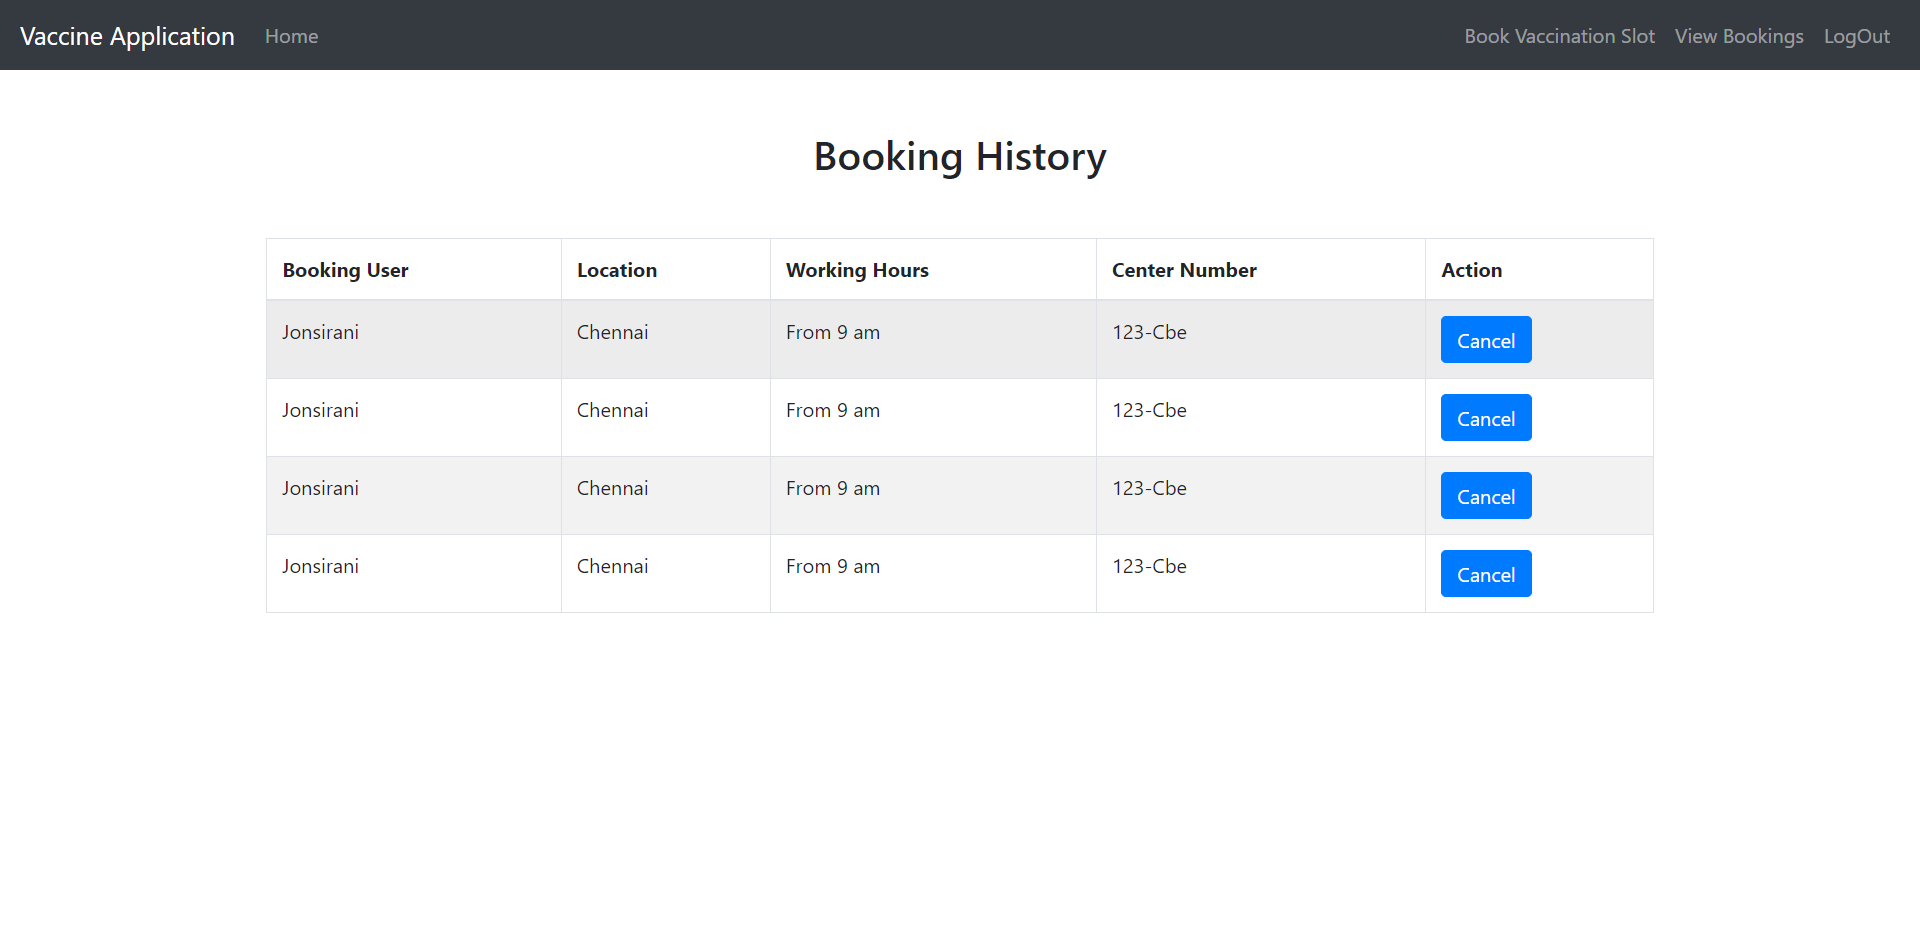 Vaccine Application Home Book Vaccination Slot View Bookings LogOut
Booking History
Booking User Location Working Hours Center Number Action
Jonsirani Chennai From 9 am 123-Cbe Cancel
Jonsirani Chennai From 9 am 123-Cbe Cancel
Jonsirani Chennai From 9 am 123-Cbe Cancel
Jonsirani Chennai From 9 am 123-Cbe Cancel